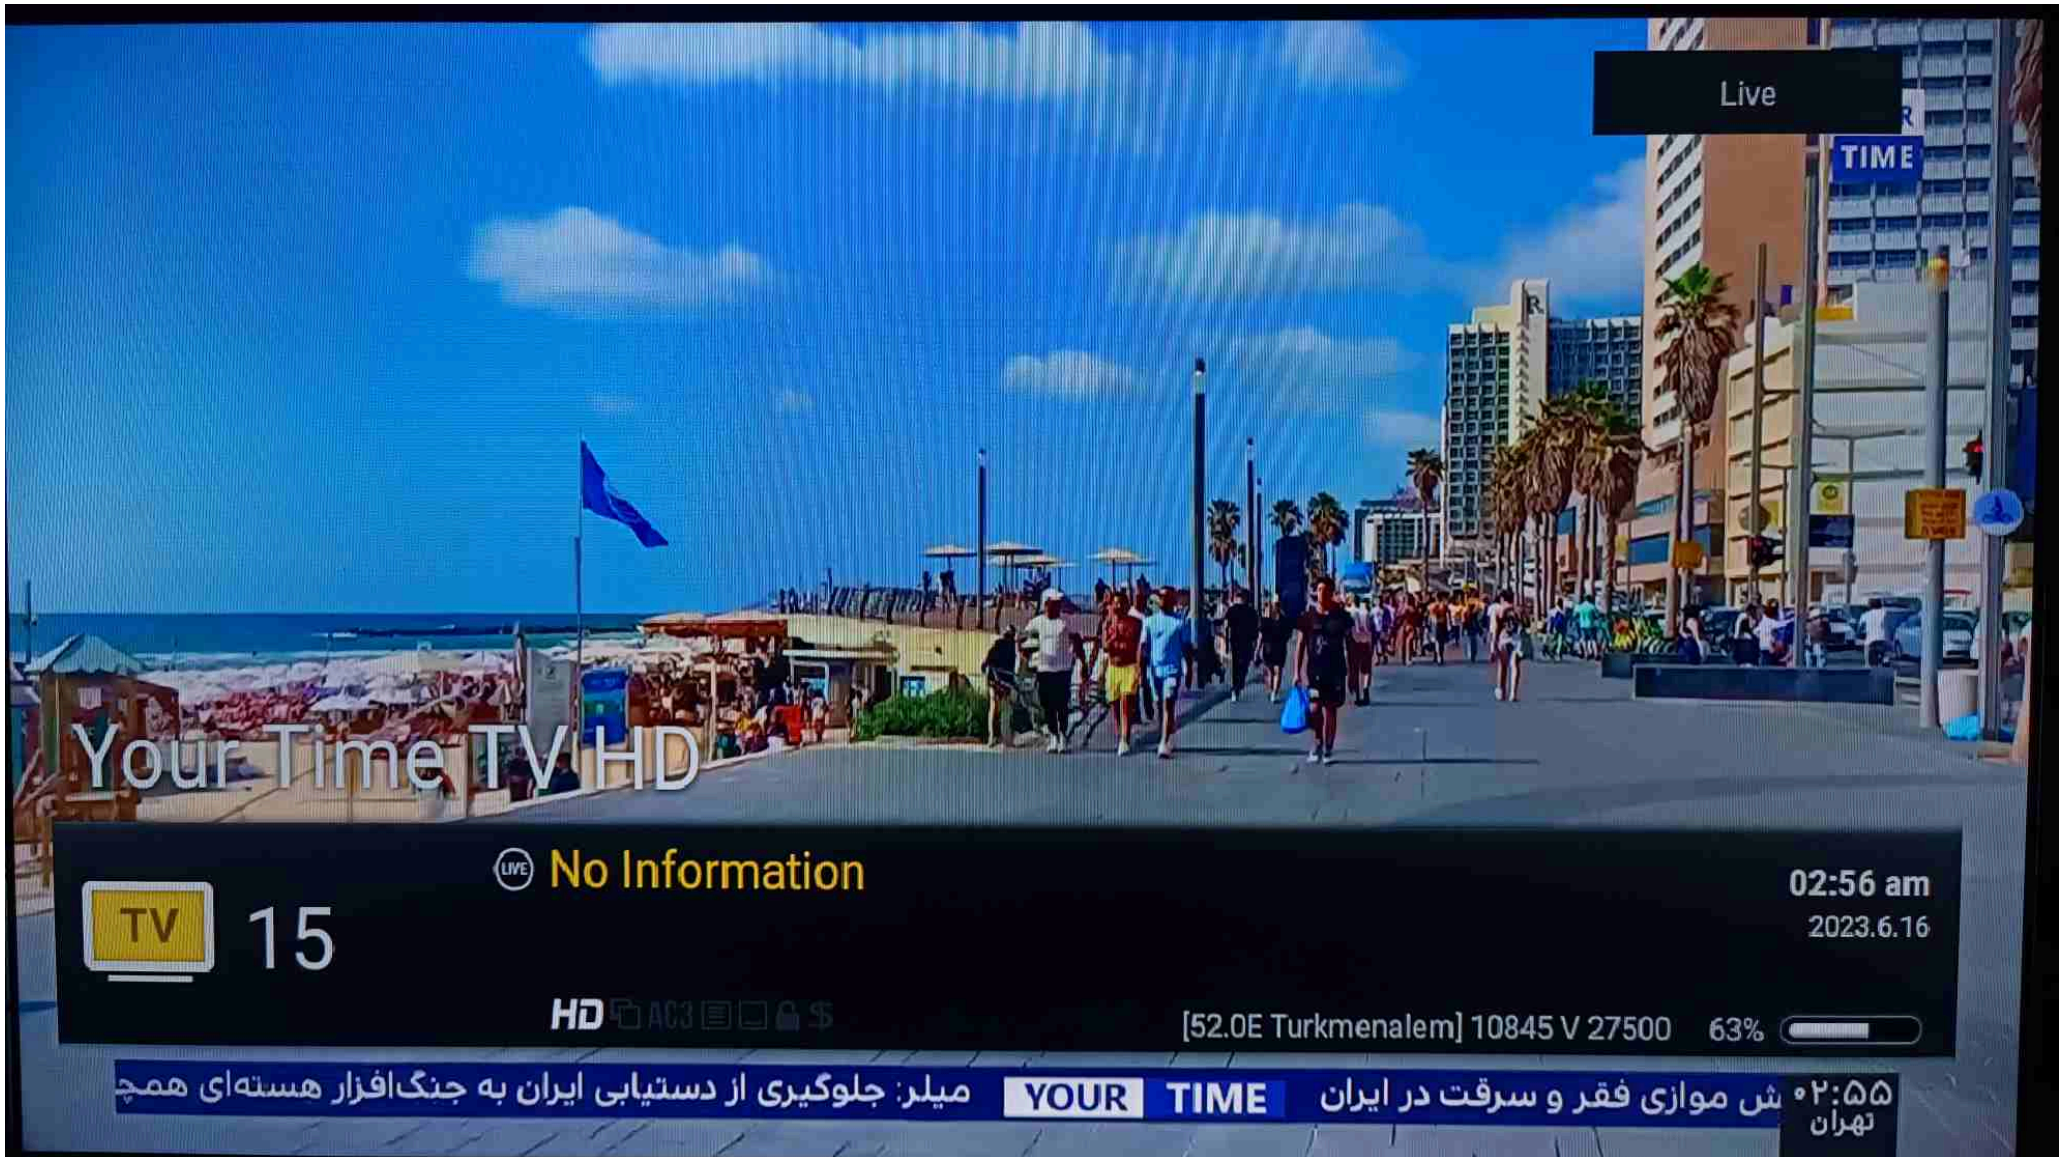 Live
R
TIME
R
Your Time TV HD
LIVE No Information
TV 15
02:56 am
2023.6.16
HD AC3 $
[52.0E Turkmenalem] 10845 V 27500 63%
۰۲:۵۵
تهران
ش موازی فقر و سرقت در ایران YOUR TIME میلر: جلوگیری از دستیابی ایران به جنگ‌افزار هسته‌ای همچ